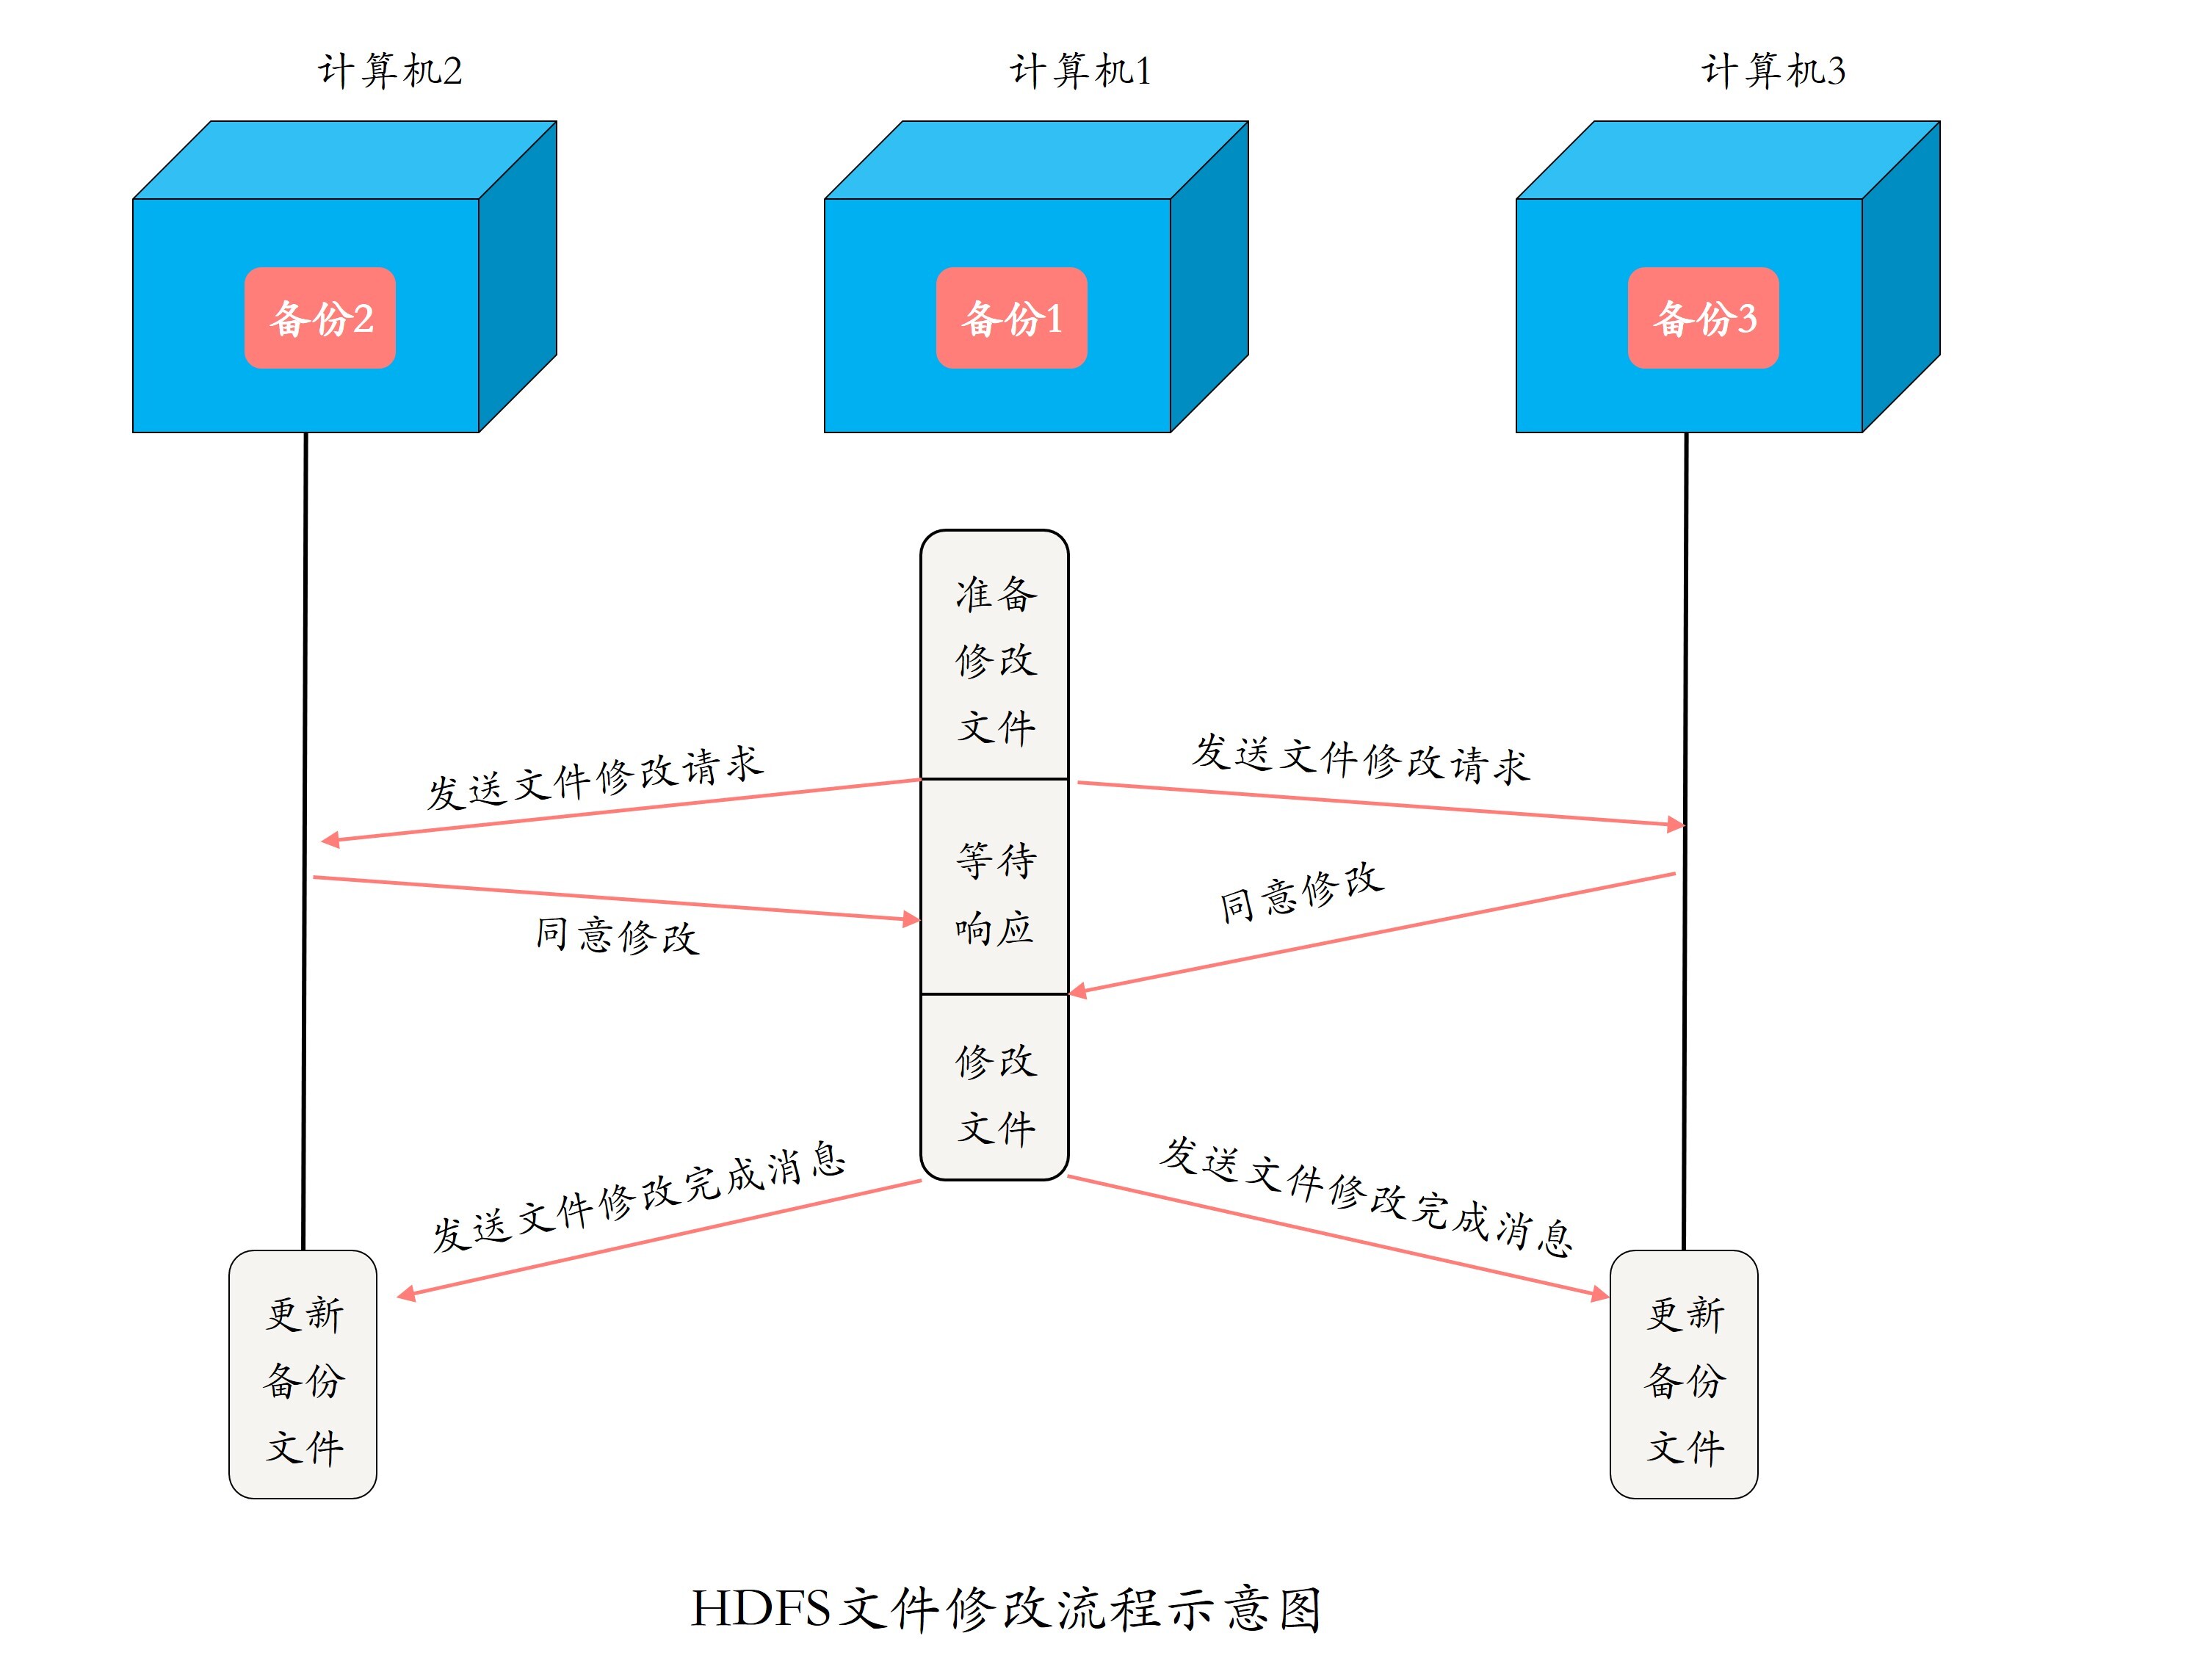 计算机2
计算机1
计算机3
备份2
备份1
备份3
准备
修改
文件
发送文件修改请求
发送文件修改请求
等待
响应
同意修改
同意修改
修改
文件
发送文件修改完成消息
发送文件修改完成消息
更新
备份
文件
更新
备份
文件
HDFS文件修改流程示意图